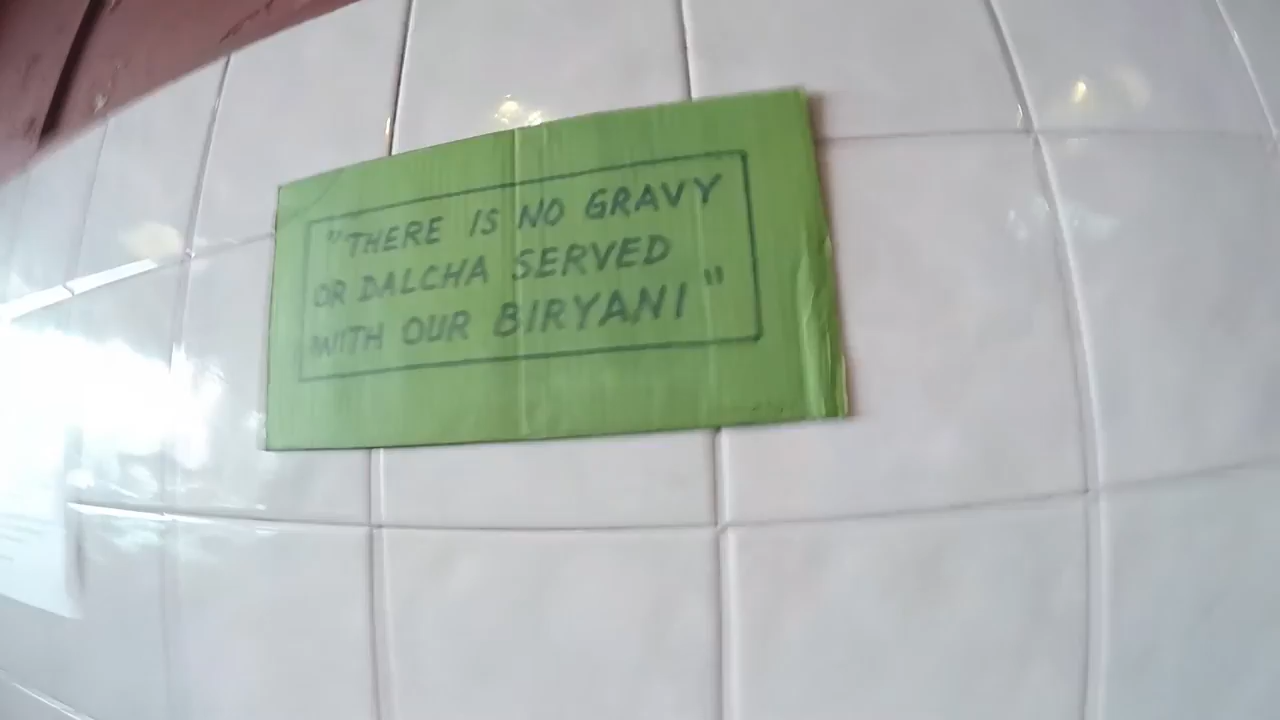 "THERE IS NO GRAVY
OR DALCHA SERVED
WITH OUR BIRYANI"